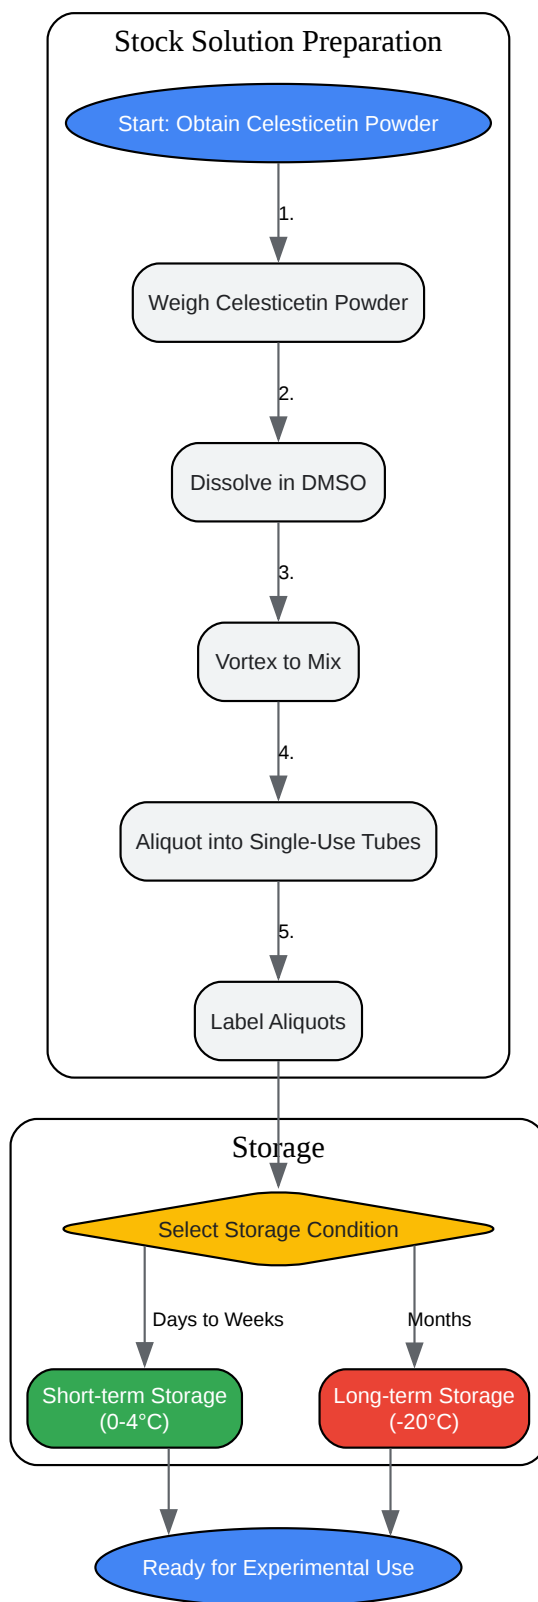 Stock Solution Preparation
Start: Obtain Celesticetin Powder
1.
Weigh Celesticetin Powder
2.
Dissolve in DMSO
3.
Vortex to Mix
4.
Aliquot into Single-Use Tubes
5.
Label Aliquots
Storage
Select Storage Condition
Days to Weeks
Months
Short-term Storage
(0-4°C)
Long-term Storage
(-20°C)
Ready for Experimental Use